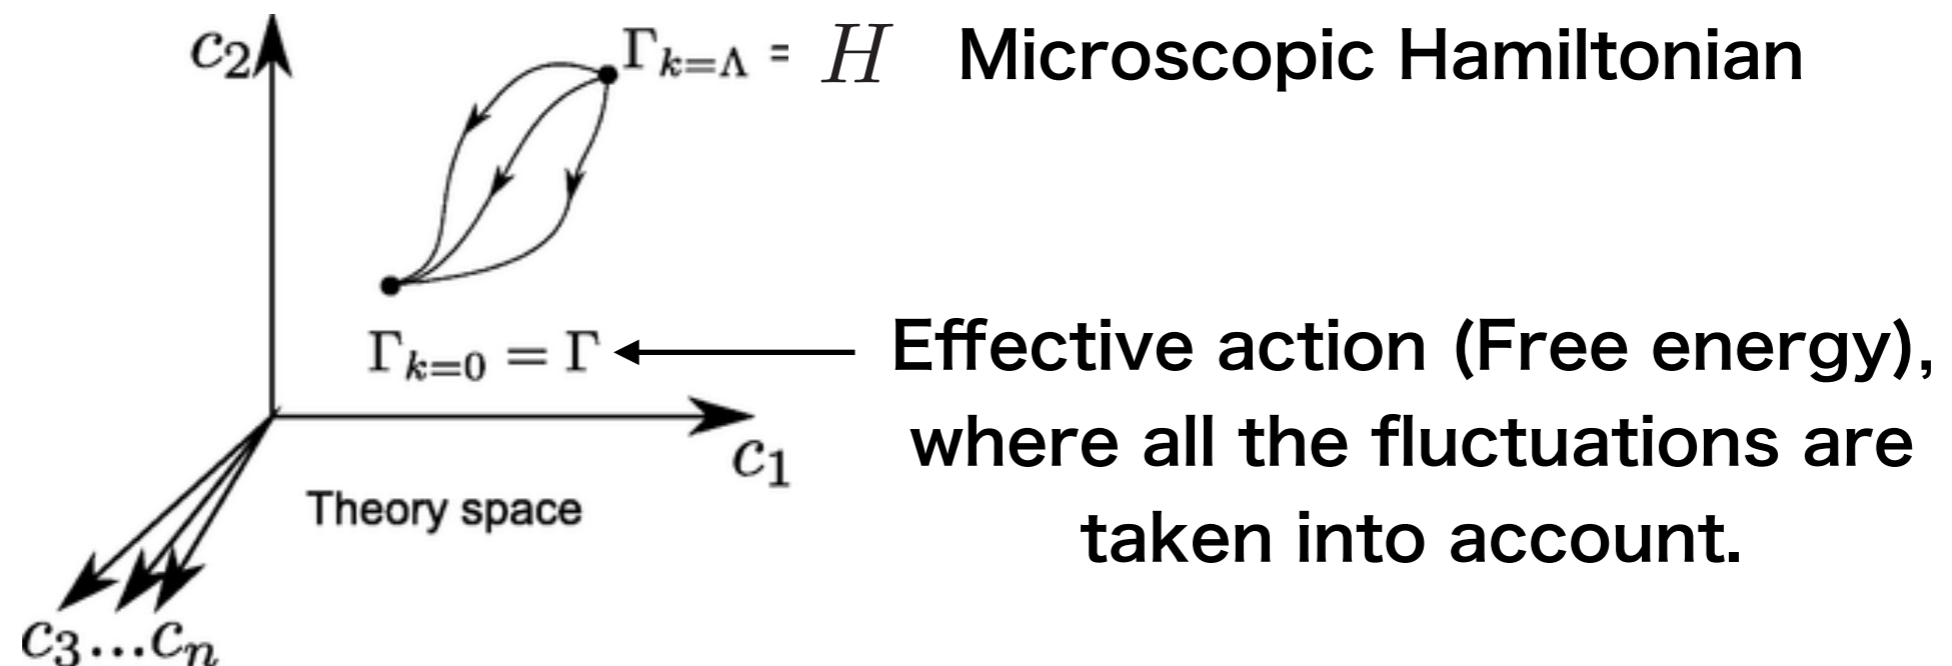 c₂
Γₖ₌Λ = H Microscopic Hamiltonian
Γₖ₌₀ = Γ
Effective action (Free energy),
where all the fluctuations are
taken into account.
c₁
Theory space
c₃...cₙ